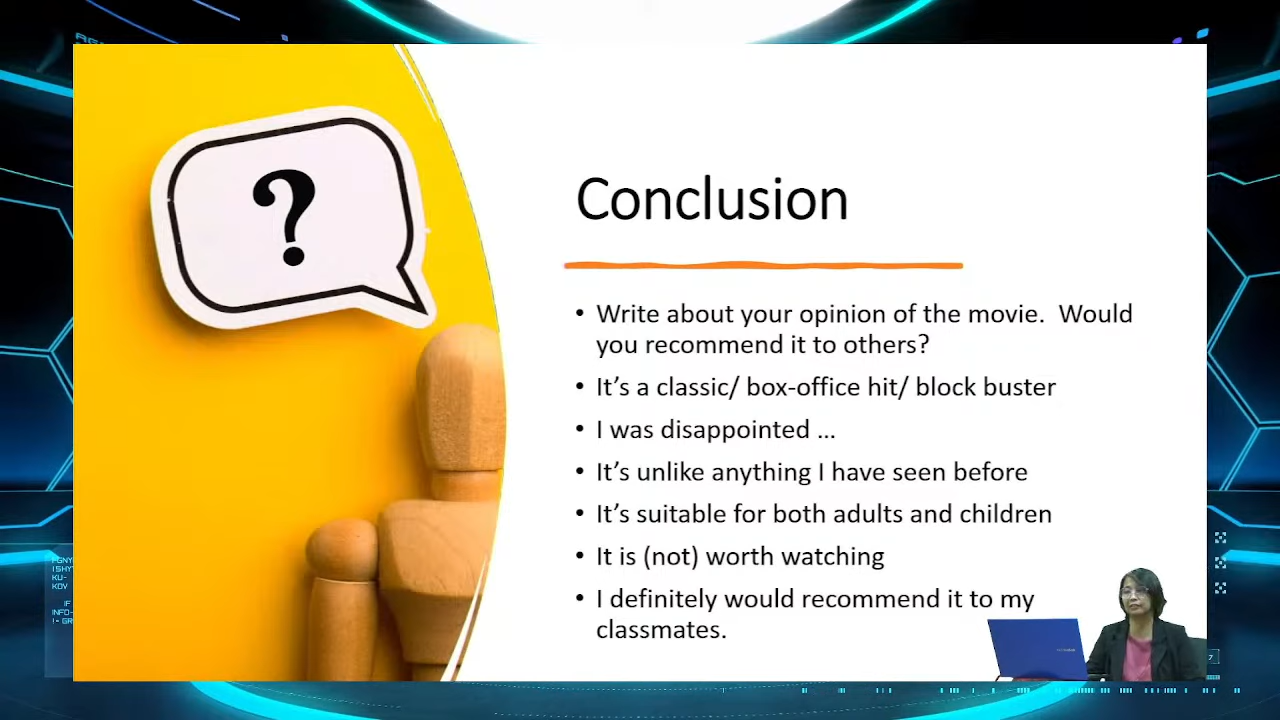 ?
Conclusion
• Write about your opinion of the movie.  Would
you recommend it to others?
• It’s a classic/ box-office hit/ block buster
• I was disappointed …
• It’s unlike anything I have seen before
• It’s suitable for both adults and children
• It is (not) worth watching
• I definitely would recommend it to my
classmates.